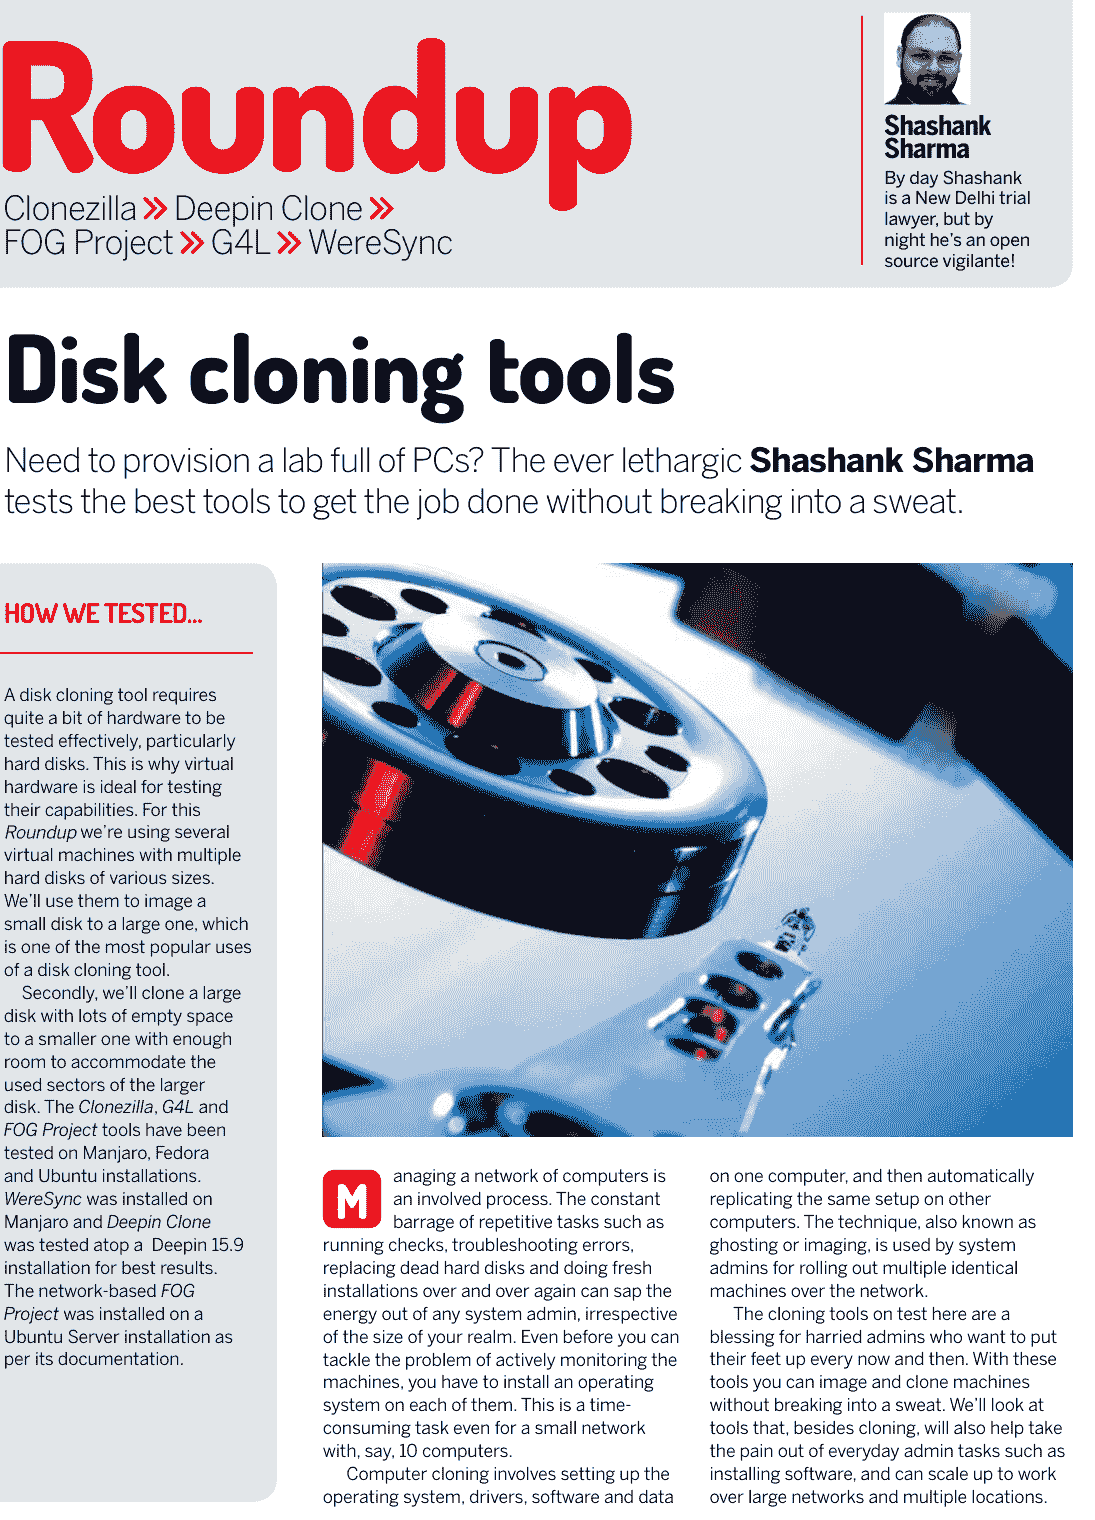 Roundup
Clonezilla » Deepin Clone »
FOG Project » G4L » WereSync
Shashank
Sharma
By day Shashank
is a New Delhi trial
lawyer, but by
night he's an open
source vigilante!
Disk cloning tools
Need to provision a lab full of PCs? The ever lethargic Shashank Sharma
tests the best tools to get the job done without breaking into a sweat.
HOW WE TESTED...
A disk cloning tool requires
quite a bit of hardware to be
tested effectively, particularly
hard disks. This is why virtual
hardware is ideal for testing
their capabilities. For this
Roundup we're using several
virtual machines with multiple
hard disks of various sizes.
We'll use them to image a
small disk to a large one, which
is one of the most popular uses
of a disk cloning tool.
Secondly, we'll clone a large
disk with lots of empty space
to a smaller one with enough
room to accommodate the
used sectors of the larger
disk. The Clonezilla, G4L and
FOG Project tools have been
tested on Manjaro, Fedora
and Ubuntu installations.
WereSync was installed on
Manjaro and Deepin Clone
was tested atop a Deepin 15.9
installation for best results.
The network-based FOG
Project was installed on a
Ubuntu Server installation as
per its documentation.
Managing a network of computers is
an involved process. The constant
barrage of repetitive tasks such as
running checks, troubleshooting errors,
replacing dead hard disks and doing fresh
installations over and over again can sap the
energy out of any system admin, irrespective
of the size of your realm. Even before you can
tackle the problem of actively monitoring the
machines, you have to install an operating
system on each of them. This is a time-
consuming task even for a small network
with, say, 10 computers.
Computer cloning involves setting up the
operating system, drivers, software and data
on one computer, and then automatically
replicating the same setup on other
computers. The technique, also known as
ghosting or imaging, is used by system
admins for rolling out multiple identical
machines over the network.
The cloning tools on test here are a
blessing for harried admins who want to put
their feet up every now and then. With these
tools you can image and clone machines
without breaking into a sweat. We'll look at
tools that, besides cloning, will also help take
the pain out of everyday admin tasks such as
installing software, and can scale up to work
over large networks and multiple locations.